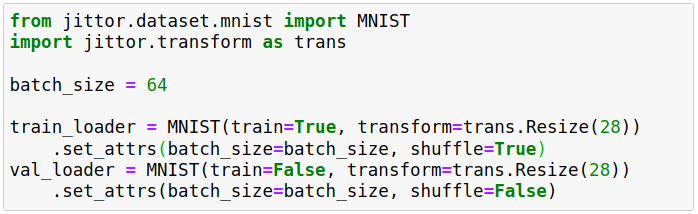 from jittor.dataset.mnist import MNIST
import jittor.transform as trans

batch_size = 64

train_loader = MNIST(train=True, transform=trans.Resize(28))
    .set_attrs(batch_size=batch_size, shuffle=True)
val_loader = MNIST(train=False, transform=trans.Resize(28))
    .set_attrs(batch_size=batch_size, shuffle=False)